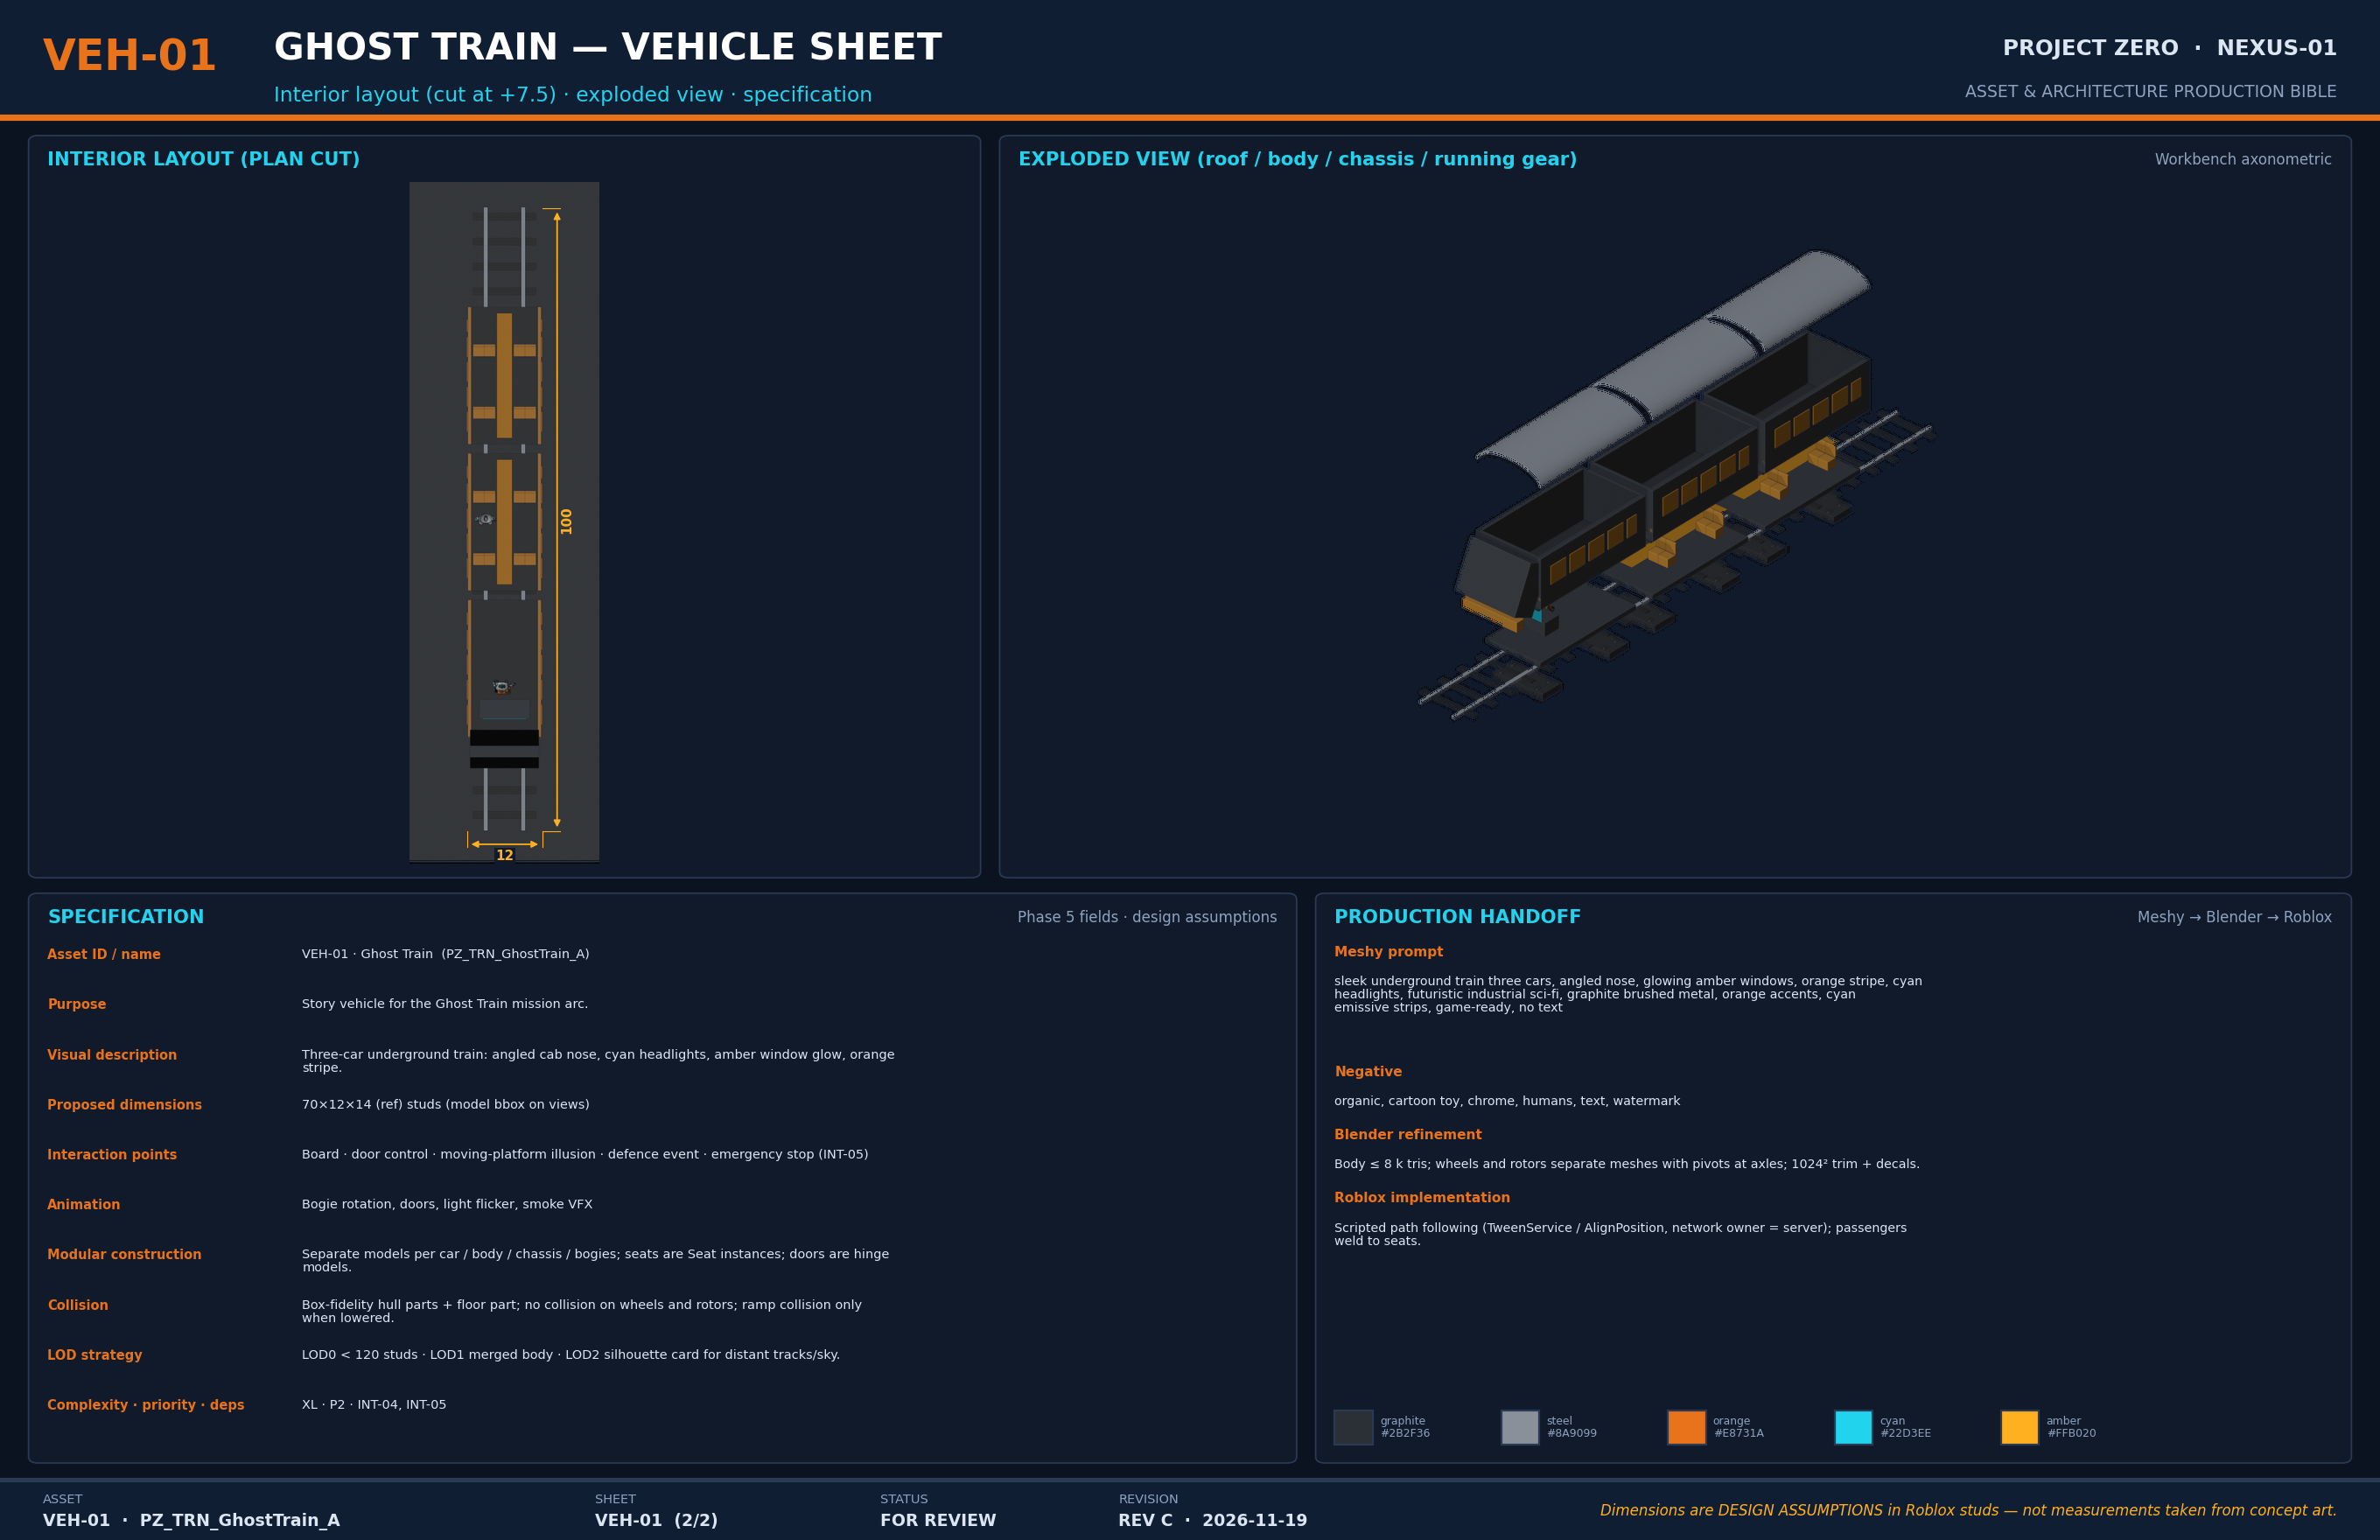 VEH-01
GHOST TRAIN — VEHICLE SHEET
Interior layout (cut at +7.5) · exploded view · specification
PROJECT ZERO · NEXUS-01
ASSET & ARCHITECTURE PRODUCTION BIBLE
INTERIOR LAYOUT (PLAN CUT)
100
12
EXPLODED VIEW (roof / body / chassis / running gear)
Workbench axonometric
SPECIFICATION
Phase 5 fields · design assumptions
Asset ID / name
VEH-01 · Ghost Train (PZ_TRN_GhostTrain_A)
Purpose
Story vehicle for the Ghost Train mission arc.
Visual description
Three-car underground train: angled cab nose, cyan headlights, amber window glow, orange
stripe.
Proposed dimensions
70×12×14 (ref) studs (model bbox on views)
Interaction points
Board · door control · moving-platform illusion · defence event · emergency stop (INT-05)
Animation
Bogie rotation, doors, light flicker, smoke VFX
Modular construction
Separate models per car / body / chassis / bogies; seats are Seat instances; doors are hinge
models.
Collision
Box-fidelity hull parts + floor part; no collision on wheels and rotors; ramp collision only
when lowered.
LOD strategy
LOD0 < 120 studs · LOD1 merged body · LOD2 silhouette card for distant tracks/sky.
Complexity · priority · deps
XL · P2 · INT-04, INT-05
PRODUCTION HANDOFF
Meshy → Blender → Roblox
Meshy prompt
sleek underground train three cars, angled nose, glowing amber windows, orange stripe, cyan
headlights, futuristic industrial sci-fi, graphite brushed metal, orange accents, cyan
emissive strips, game-ready, no text
Negative
organic, cartoon toy, chrome, humans, text, watermark
Blender refinement
Body ≤ 8 k tris; wheels and rotors separate meshes with pivots at axles; 1024² trim + decals.
Roblox implementation
Scripted path following (TweenService / AlignPosition, network owner = server); passengers
weld to seats.
graphite
#2B2F36
steel
#8A9099
orange
#E8731A
cyan
#22D3EE
amber
#FFB020
ASSET
VEH-01 · PZ_TRN_GhostTrain_A
SHEET
VEH-01 (2/2)
STATUS
FOR REVIEW
REVISION
REV C · 2026-11-19
Dimensions are DESIGN ASSUMPTIONS in Roblox studs — not measurements taken from concept art.